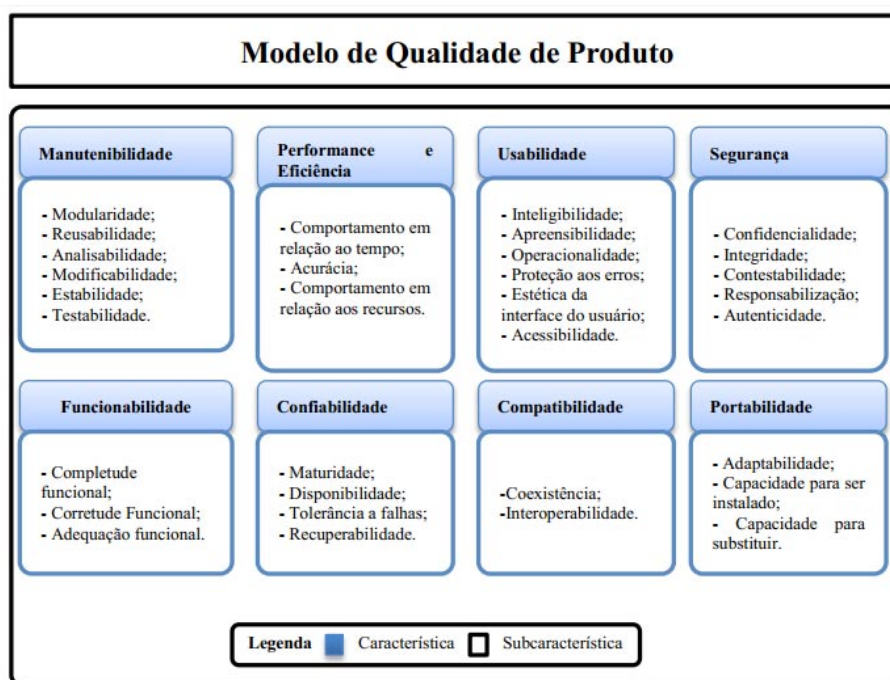 Modelo de Qualidade de Produto
Manutenibilidade
- Modularidade;
- Reusabilidade;
- Analisabilidade;
- Modificabilidade;
- Estabilidade;
- Testabilidade.
Performance e
Eficiência
- Comportamento em
relação ao tempo;
- Acurácia;
- Comportamento em
relação aos recursos.
Usabilidade
- Inteligibilidade;
- Apreensibilidade;
- Operacionalidade;
- Proteção aos erros;
- Estética da
interface do usuário;
- Acessibilidade.
Segurança
- Confidencialidade;
- Integridade;
- Contestabilidade;
- Responsabilização;
- Autenticidade.
Funcionabilidade
- Completude
funcional;
- Corretude Funcional;
- Adequação funcional.
Confiabilidade
- Maturidade;
- Disponibilidade;
- Tolerância a falhas;
- Recuperabilidade.
Compatibilidade
-Coexistência;
-Interoperabilidade.
Portabilidade
- Adaptabilidade;
- Capacidade para ser
instalado;
- Capacidade para
substituir.
Legenda Característica Subcaracterística